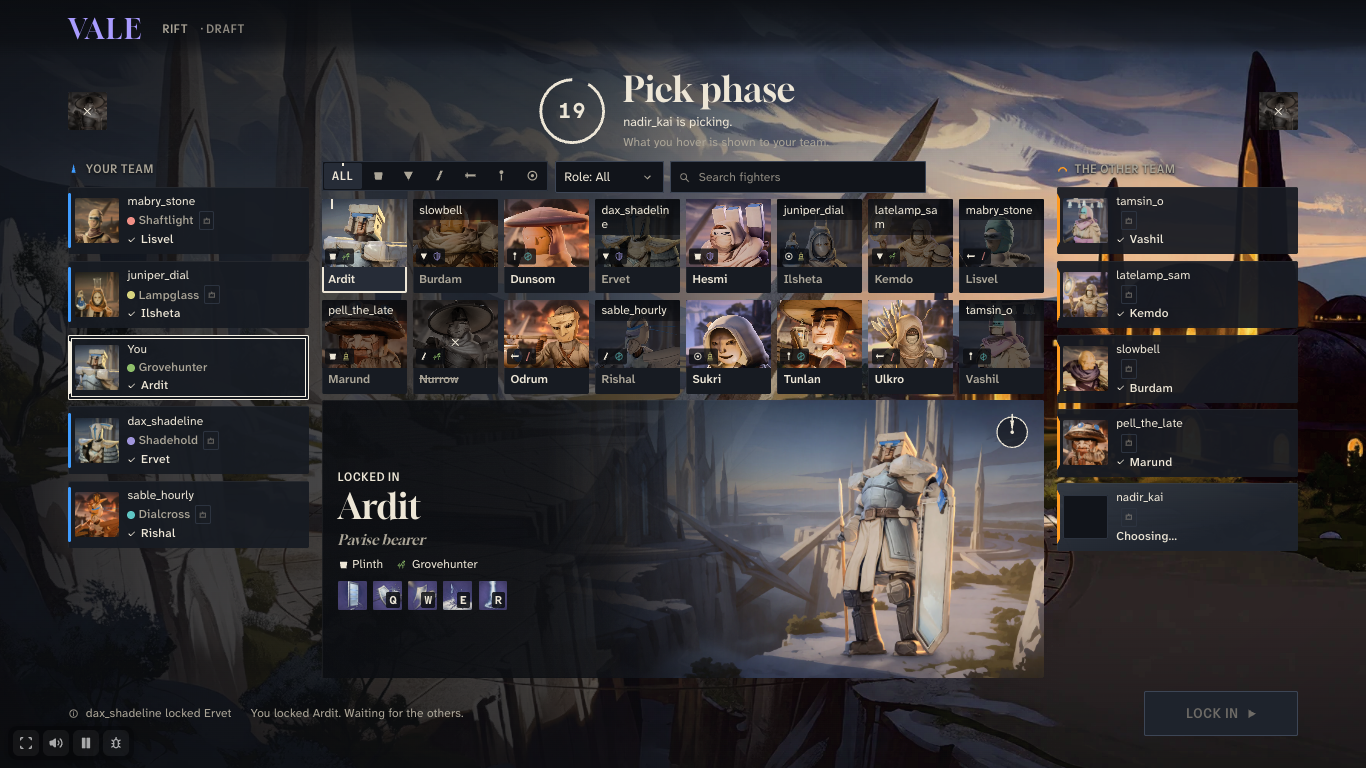 VALE RIFT · DRAFT
19
Pick phase
nadir_kai is picking.
What you hover is shown to your team.
YOUR TEAM
mabry_stone
Shaftlight
Lisvel
juniper_dial
Lampglass
Ilsheta
You
Grovehunter
Ardit
dax_shadeline
Shadehold
Ervet
sable_hourly
Dialcross
Rishal
ALL
Role: All
Search fighters
Ardit
slowbell
Burdam
Dunsom
dax_shadelin
e
Ervet
Hesmi
juniper_dial
Ilsheta
latelamp_sa
m
Kemdo
mabry_stone
Lisvel
pell_the_late
Marund
Nurrow
Odrum
sable_hourly
Rishal
Sukri
Tunlan
Ulkro
tamsin_o
Vashil
LOCKED IN
Ardit
Pavise bearer
Plinth Grovehunter
Q W E R
THE OTHER TEAM
tamsin_o
Vashil
latelamp_sam
Kemdo
slowbell
Burdam
pell_the_late
Marund
nadir_kai
Choosing...
dax_shadeline locked Ervet You locked Ardit. Waiting for the others.
LOCK IN